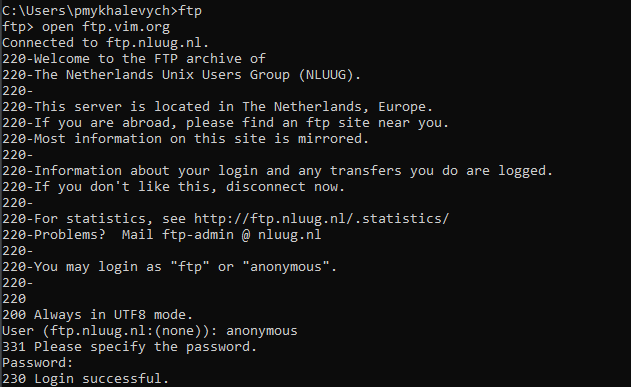 C:\Users\pmykhalevych>ftp
ftp> open ftp.vim.org
Connected to ftp.nluug.nl.
220-Welcome to the FTP archive of
220-The Netherlands Unix Users Group (NLUUG).
220-
220-This server is located in The Netherlands, Europe.
220-If you are abroad, please find an ftp site near you.
220-Most information on this site is mirrored.
220-
220-Information about your login and any transfers you do are logged.
220-If you don't like this, disconnect now.
220-
220-For statistics, see http://ftp.nluug.nl/.statistics/
220-Problems?  Mail ftp-admin @ nluug.nl
220-
220-You may login as "ftp" or "anonymous".
220-
220
200 Always in UTF8 mode.
User (ftp.nluug.nl:(none)): anonymous
331 Please specify the password.
Password:
230 Login successful.